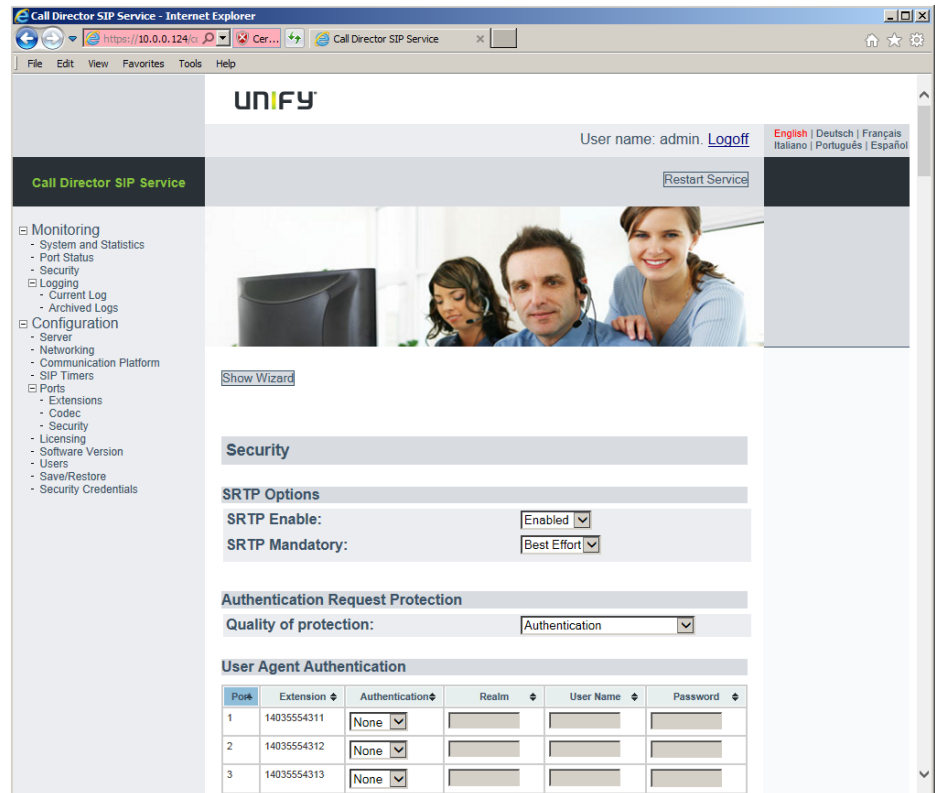 Call Director SIP Service - Internet Explorer
https://10.0.0.124/c Cer... Call Director SIP Service
File Edit View Favorites Tools Help
UNIFY
User name: admin. Logoff
English | Deutsch | Français
Italiano | Português | Español
Call Director SIP Service
Restart Service
Monitoring
- System and Statistics
- Port Status
- Security
Logging
- Current Log
- Archived Logs
Configuration
- Server
- Networking
- Communication Platform
- SIP Timers
Ports
- Extensions
- Codec
- Security
- Licensing
- Software Version
- Users
- Save/Restore
- Security Credentials
Show Wizard
Security
SRTP Options
SRTP Enable: Enabled
SRTP Mandatory: Best Effort
Authentication Request Protection
Quality of protection: Authentication
User Agent Authentication
Port Extension Authentication Realm User Name Password
1 14035554311 None
2 14035554312 None
3 14035554313 None